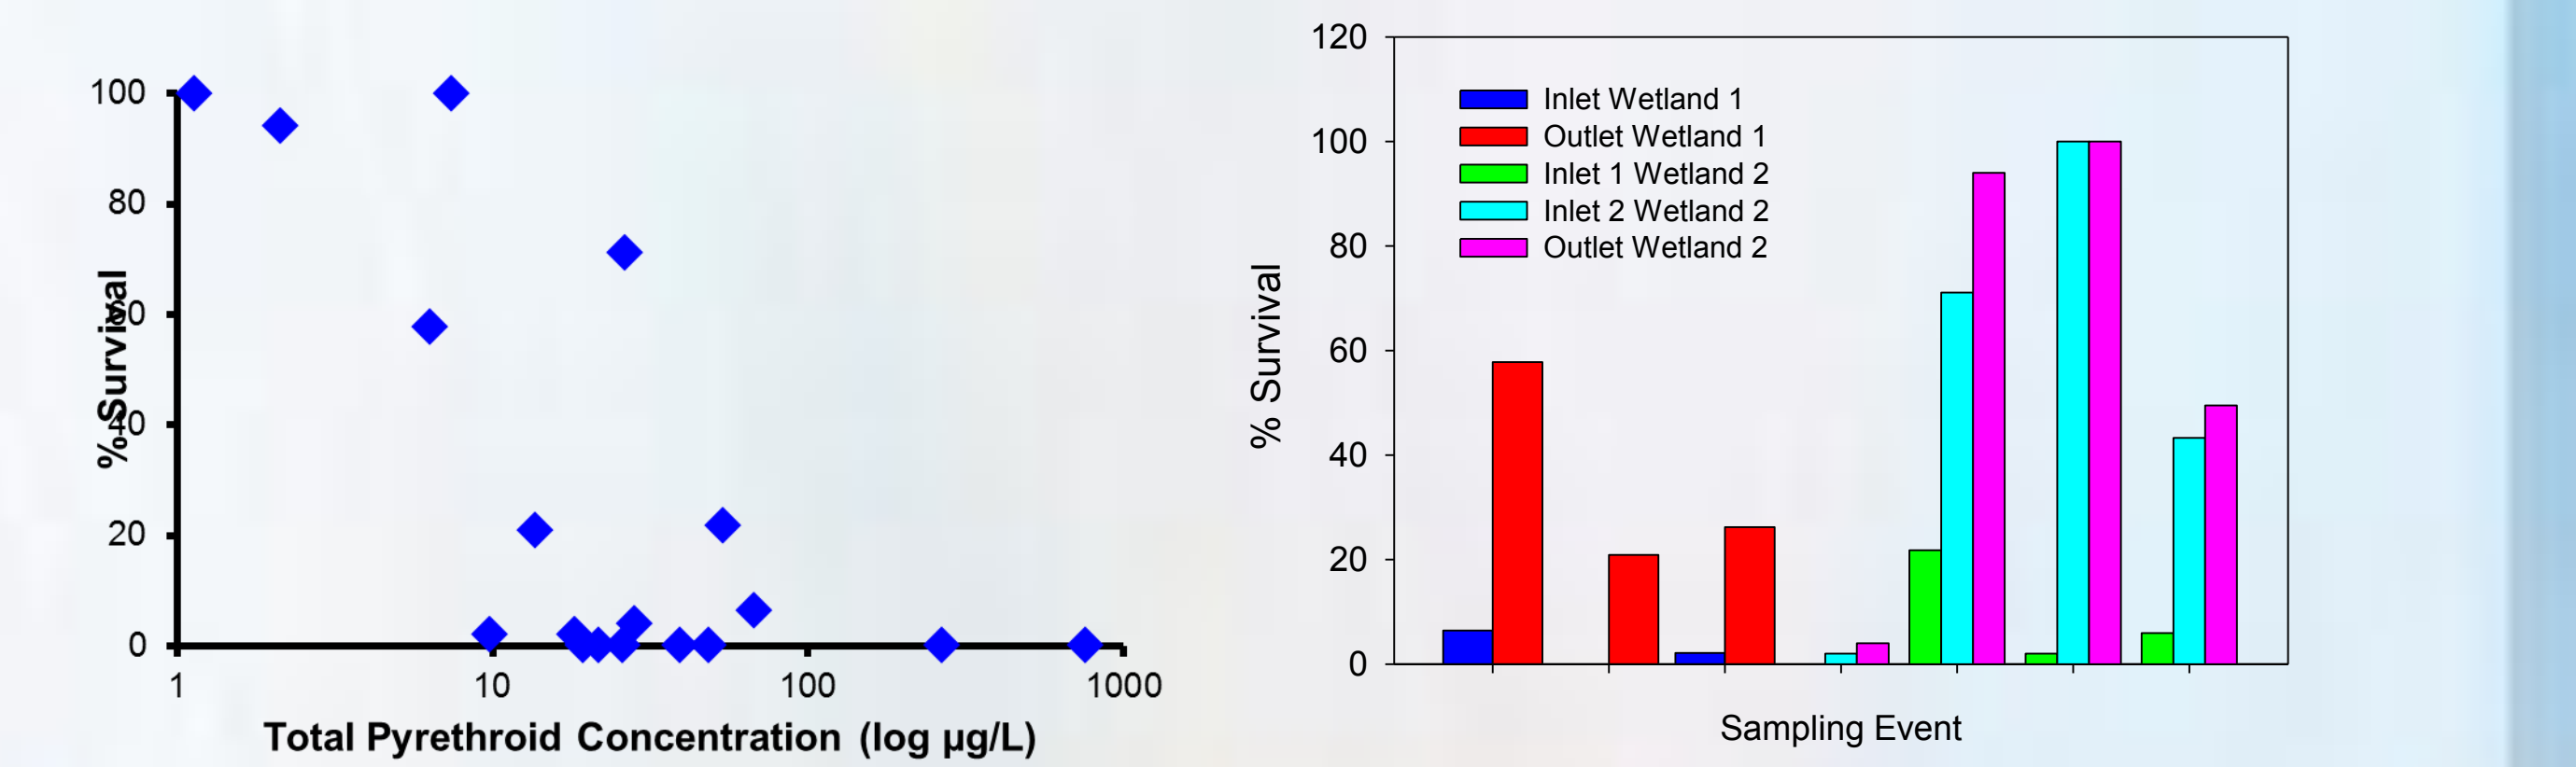 100
80
60
40
20
0
% Survival
1 10 100 1000
Total Pyrethroid Concentration (log µg/L)
120
100
80
60
40
20
0
% Survival
Inlet Wetland 1
Outlet Wetland 1
Inlet 1 Wetland 2
Inlet 2 Wetland 2
Outlet Wetland 2
Sampling Event